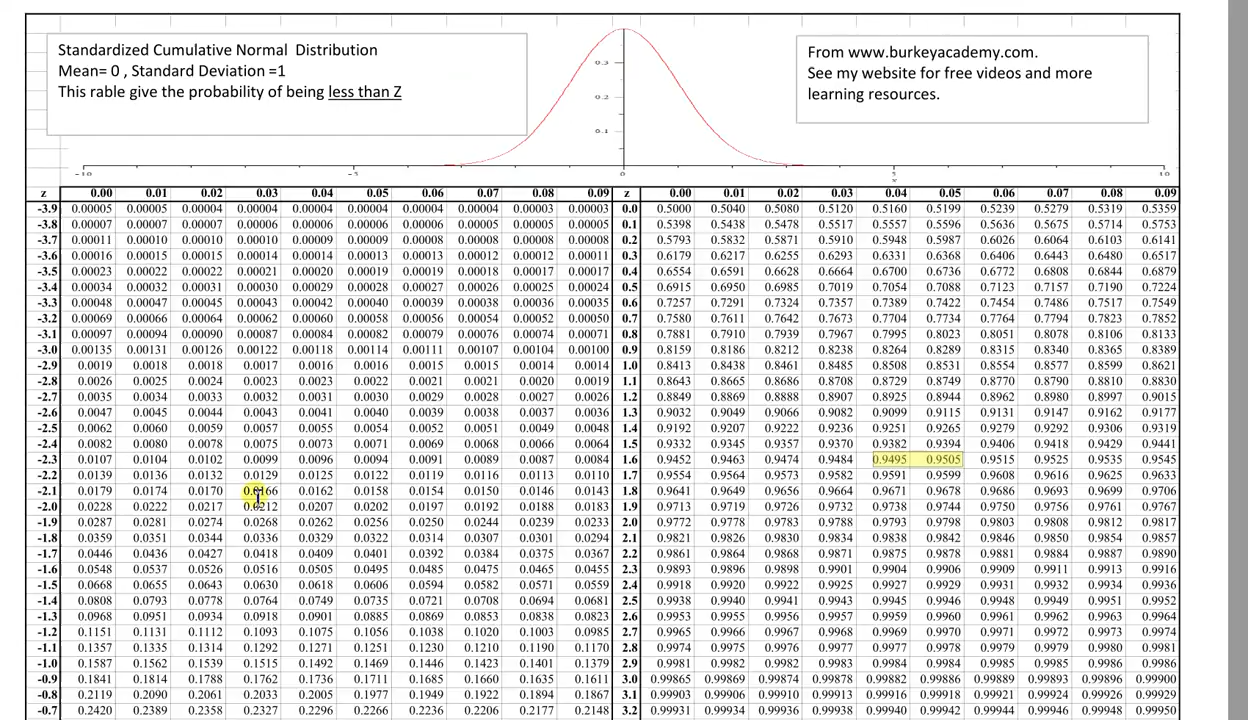 Standardized Cumulative Normal Distribution
Mean= 0 , Standard Deviation =1
This rable give the probability of being less than Z
From www.burkeyacademy.com.
See my website for free videos and more
learning resources.
0.3
0.2
0.1
-10 -5 0 5 10
x
z 0.00 0.01 0.02 0.03 0.04 0.05 0.06 0.07 0.08 0.09 z 0.00 0.01 0.02 0.03 0.04 0.05 0.06 0.07 0.08 0.09
-3.9 0.00005 0.00005 0.00004 0.00004 0.00004 0.00004 0.00004 0.00004 0.00003 0.00003 0.0 0.5000 0.5040 0.5080 0.5120 0.5160 0.5199 0.5239 0.5279 0.5319 0.5359
-3.8 0.00007 0.00007 0.00007 0.00006 0.00006 0.00006 0.00006 0.00005 0.00005 0.00005 0.1 0.5398 0.5438 0.5478 0.5517 0.5557 0.5596 0.5636 0.5675 0.5714 0.5753
-3.7 0.00011 0.00010 0.00010 0.00010 0.00009 0.00009 0.00008 0.00008 0.00008 0.00008 0.2 0.5793 0.5832 0.5871 0.5910 0.5948 0.5987 0.6026 0.6064 0.6103 0.6141
-3.6 0.00016 0.00015 0.00015 0.00014 0.00014 0.00013 0.00013 0.00012 0.00012 0.00011 0.3 0.6179 0.6217 0.6255 0.6293 0.6331 0.6368 0.6406 0.6443 0.6480 0.6517
-3.5 0.00023 0.00022 0.00022 0.00021 0.00020 0.00019 0.00019 0.00018 0.00017 0.00017 0.4 0.6554 0.6591 0.6628 0.6664 0.6700 0.6736 0.6772 0.6808 0.6844 0.6879
-3.4 0.00034 0.00032 0.00031 0.00030 0.00029 0.00028 0.00027 0.00026 0.00025 0.00024 0.5 0.6915 0.6950 0.6985 0.7019 0.7054 0.7088 0.7123 0.7157 0.7190 0.7224
-3.3 0.00048 0.00047 0.00045 0.00043 0.00042 0.00040 0.00039 0.00038 0.00036 0.00035 0.6 0.7257 0.7291 0.7324 0.7357 0.7389 0.7422 0.7454 0.7486 0.7517 0.7549
-3.2 0.00069 0.00066 0.00064 0.00062 0.00060 0.00058 0.00056 0.00054 0.00052 0.00050 0.7 0.7580 0.7611 0.7642 0.7673 0.7704 0.7734 0.7764 0.7794 0.7823 0.7852
-3.1 0.00097 0.00094 0.00090 0.00087 0.00084 0.00082 0.00079 0.00076 0.00074 0.00071 0.8 0.7881 0.7910 0.7939 0.7967 0.7995 0.8023 0.8051 0.8078 0.8106 0.8133
-3.0 0.00135 0.00131 0.00126 0.00122 0.00118 0.00114 0.00111 0.00107 0.00104 0.00100 0.9 0.8159 0.8186 0.8212 0.8238 0.8264 0.8289 0.8315 0.8340 0.8365 0.8389
-2.9 0.0019 0.0018 0.0018 0.0017 0.0016 0.0016 0.0015 0.0015 0.0014 0.0014 1.0 0.8413 0.8438 0.8461 0.8485 0.8508 0.8531 0.8554 0.8577 0.8599 0.8621
-2.8 0.0026 0.0025 0.0024 0.0023 0.0023 0.0022 0.0021 0.0021 0.0020 0.0019 1.1 0.8643 0.8665 0.8686 0.8708 0.8729 0.8749 0.8770 0.8790 0.8810 0.8830
-2.7 0.0035 0.0034 0.0033 0.0032 0.0031 0.0030 0.0029 0.0028 0.0027 0.0026 1.2 0.8849 0.8869 0.8888 0.8907 0.8925 0.8944 0.8962 0.8980 0.8997 0.9015
-2.6 0.0047 0.0045 0.0044 0.0043 0.0041 0.0040 0.0039 0.0038 0.0037 0.0036 1.3 0.9032 0.9049 0.9066 0.9082 0.9099 0.9115 0.9131 0.9147 0.9162 0.9177
-2.5 0.0062 0.0060 0.0059 0.0057 0.0055 0.0054 0.0052 0.0051 0.0049 0.0048 1.4 0.9192 0.9207 0.9222 0.9236 0.9251 0.9265 0.9279 0.9292 0.9306 0.9319
-2.4 0.0082 0.0080 0.0078 0.0075 0.0073 0.0071 0.0069 0.0068 0.0066 0.0064 1.5 0.9332 0.9345 0.9357 0.9370 0.9382 0.9394 0.9406 0.9418 0.9429 0.9441
-2.3 0.0107 0.0104 0.0102 0.0099 0.0096 0.0094 0.0091 0.0089 0.0087 0.0084 1.6 0.9452 0.9463 0.9474 0.9484 0.9495 0.9505 0.9515 0.9525 0.9535 0.9545
-2.2 0.0139 0.0136 0.0132 0.0129 0.0125 0.0122 0.0119 0.0116 0.0113 0.0110 1.7 0.9554 0.9564 0.9573 0.9582 0.9591 0.9599 0.9608 0.9616 0.9625 0.9633
-2.1 0.0179 0.0174 0.0170 0.0166 0.0162 0.0158 0.0154 0.0150 0.0146 0.0143 1.8 0.9641 0.9649 0.9656 0.9664 0.9671 0.9678 0.9686 0.9693 0.9699 0.9706
-2.0 0.0228 0.0222 0.0217 0.0212 0.0207 0.0202 0.0197 0.0192 0.0188 0.0183 1.9 0.9713 0.9719 0.9726 0.9732 0.9738 0.9744 0.9750 0.9756 0.9761 0.9767
-1.9 0.0287 0.0281 0.0274 0.0268 0.0262 0.0256 0.0250 0.0244 0.0239 0.0233 2.0 0.9772 0.9778 0.9783 0.9788 0.9793 0.9798 0.9803 0.9808 0.9812 0.9817
-1.8 0.0359 0.0351 0.0344 0.0336 0.0329 0.0322 0.0314 0.0307 0.0301 0.0294 2.1 0.9821 0.9826 0.9830 0.9834 0.9838 0.9842 0.9846 0.9850 0.9854 0.9857
-1.7 0.0446 0.0436 0.0427 0.0418 0.0409 0.0401 0.0392 0.0384 0.0375 0.0367 2.2 0.9861 0.9864 0.9868 0.9871 0.9875 0.9878 0.9881 0.9884 0.9887 0.9890
-1.6 0.0548 0.0537 0.0526 0.0516 0.0505 0.0495 0.0485 0.0475 0.0465 0.0455 2.3 0.9893 0.9896 0.9898 0.9901 0.9904 0.9906 0.9909 0.9911 0.9913 0.9916
-1.5 0.0668 0.0655 0.0643 0.0630 0.0618 0.0606 0.0594 0.0582 0.0571 0.0559 2.4 0.9918 0.9920 0.9922 0.9925 0.9927 0.9929 0.9931 0.9932 0.9934 0.9936
-1.4 0.0808 0.0793 0.0778 0.0764 0.0749 0.0735 0.0721 0.0708 0.0694 0.0681 2.5 0.9938 0.9940 0.9941 0.9943 0.9945 0.9946 0.9948 0.9949 0.9951 0.9952
-1.3 0.0968 0.0951 0.0934 0.0918 0.0901 0.0885 0.0869 0.0853 0.0838 0.0823 2.6 0.9953 0.9955 0.9956 0.9957 0.9959 0.9960 0.9961 0.9962 0.9963 0.9964
-1.2 0.1151 0.1131 0.1112 0.1093 0.1075 0.1056 0.1038 0.1020 0.1003 0.0985 2.7 0.9965 0.9966 0.9967 0.9968 0.9969 0.9970 0.9971 0.9972 0.9973 0.9974
-1.1 0.1357 0.1335 0.1314 0.1292 0.1271 0.1251 0.1230 0.1210 0.1190 0.1170 2.8 0.9974 0.9975 0.9976 0.9977 0.9977 0.9978 0.9979 0.9979 0.9980 0.9981
-1.0 0.1587 0.1562 0.1539 0.1515 0.1492 0.1469 0.1446 0.1423 0.1401 0.1379 2.9 0.9981 0.9982 0.9982 0.9983 0.9984 0.9984 0.9985 0.9985 0.9986 0.9986
-0.9 0.1841 0.1814 0.1788 0.1762 0.1736 0.1711 0.1685 0.1660 0.1635 0.1611 3.0 0.99865 0.99869 0.99874 0.99878 0.99882 0.99886 0.99889 0.99893 0.99896 0.99900
-0.8 0.2119 0.2090 0.2061 0.2033 0.2005 0.1977 0.1949 0.1922 0.1894 0.1867 3.1 0.99903 0.99906 0.99910 0.99913 0.99916 0.99918 0.99921 0.99924 0.99926 0.99929
-0.7 0.2420 0.2389 0.2358 0.2327 0.2296 0.2266 0.2236 0.2206 0.2177 0.2148 3.2 0.99931 0.99934 0.99936 0.99938 0.99940 0.99942 0.99944 0.99946 0.99948 0.99950